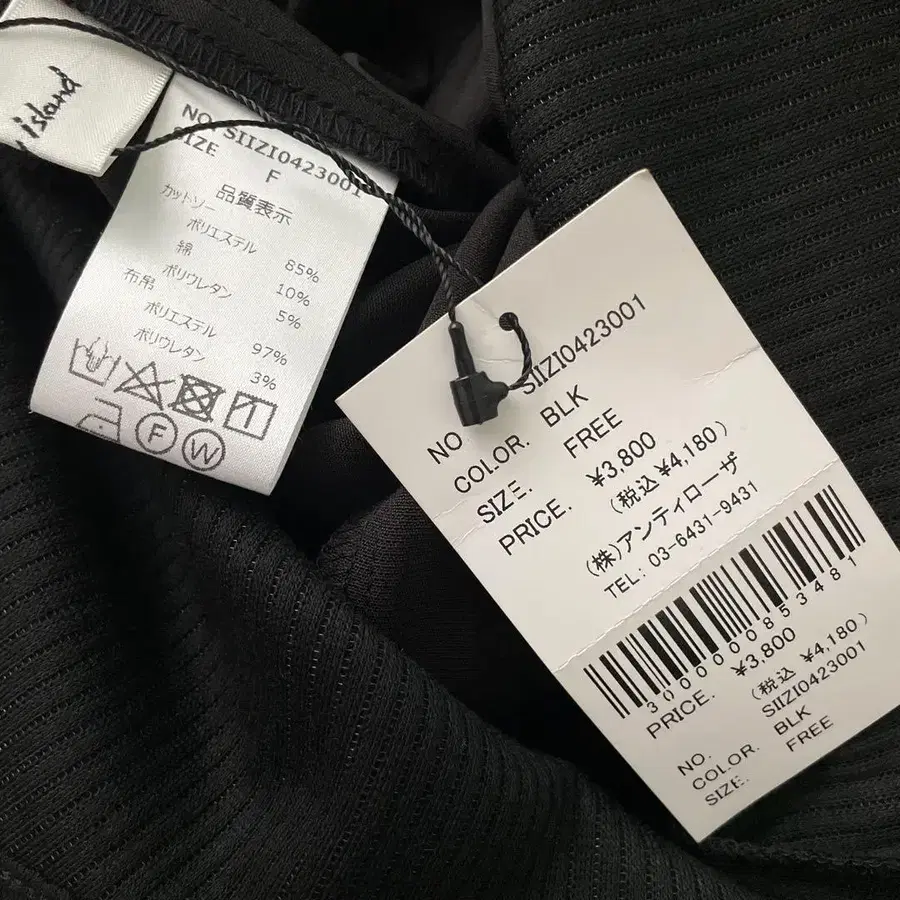 island
NO. SIIZI0423001
SIZE F
品質表示
カットソー
ポリエステル 85%
綿 10%
ポリウレタン 5%
布帛
ポリエステル 97%
ポリウレタン 3%
F W
NO. SIIZI0423001
COLOR. BLK
SIZE. FREE
PRICE. ¥3,800
(税込 ¥4,180)
(株)アンティローザ
TEL: 03-6431-9431
3000000853481
PRICE. ¥3,800
(税込 ¥4,180)
NO. SIIZI0423001
COLOR. BLK
SIZE. FREE